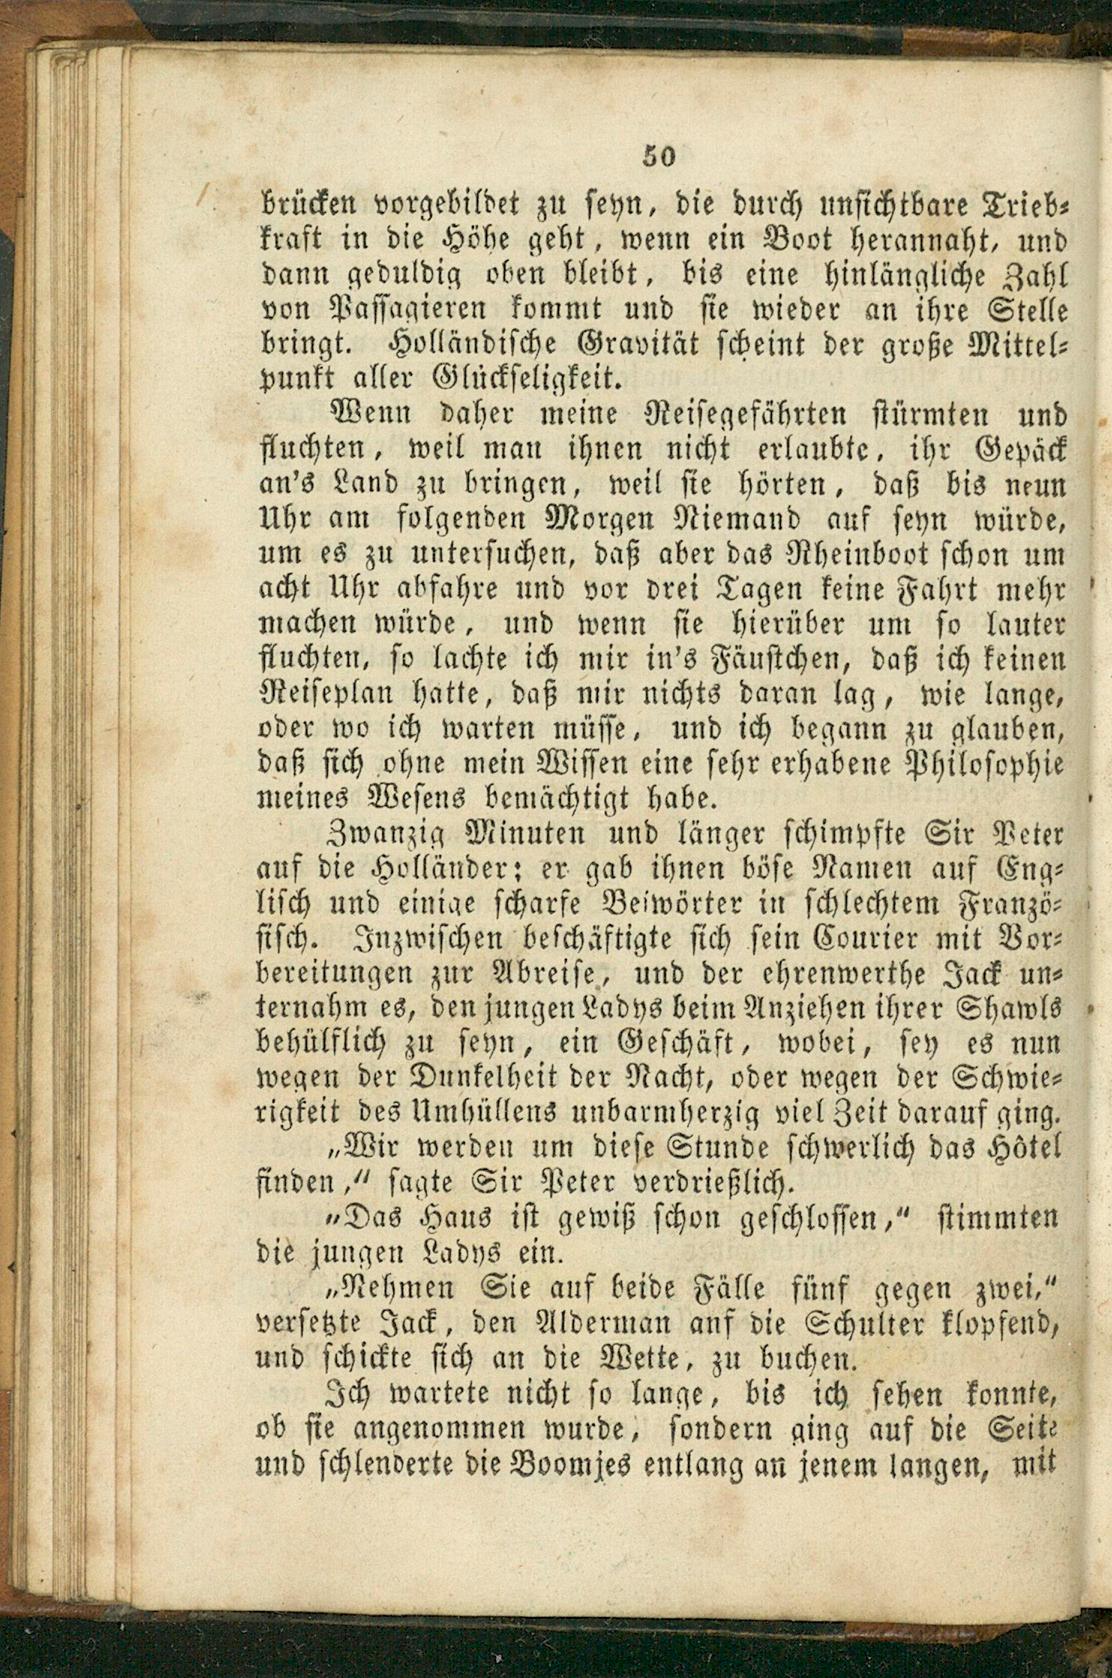 50
brücken vorgebildet zu seyn, die durch unsichtbare Trieb-
kraft in die Höhe geht, wenn ein Boot herannaht, und
dann geduldig oben bleibt, bis eine hinlängliche Zahl
von Passagieren kommt und sie wieder an ihre Stelle
bringt. Holländische Gravität scheint der große Mittel-
punkt aller Glückseligkeit.
Wenn daher meine Reisegefährten stürmten und
fluchten, weil man ihnen nicht erlaubte, ihr Gepäck
an's Land zu bringen, weil sie hörten, daß bis neun
Uhr am folgenden Morgen Niemand auf seyn würde,
um es zu untersuchen, daß aber das Rheinboot schon um
acht Uhr abfahre und vor drei Tagen keine Fahrt mehr
machen würde, und wenn sie hierüber um so lauter
fluchten, so lachte ich mir in's Fäustchen, daß ich keinen
Reiseplan hatte, daß mir nichts daran lag, wie lange,
oder wo ich warten müsse, und ich begann zu glauben,
daß sich ohne mein Wissen eine sehr erhabene Philosophie
meines Wesens bemächtigt habe.
Zwanzig Minuten und länger schimpfte Sir Peter
auf die Holländer; er gab ihnen böse Namen auf Eng-
lisch und einige scharfe Beiwörter in schlechtem Franzö-
sisch. Inzwischen beschäftigte sich sein Courier mit Vor-
bereitungen zur Abreise, und der ehrenwerthe Jack un-
ternahm es, den jungen Ladys beim Anziehen ihrer Shawls
behülflich zu seyn, ein Geschäft, wobei, sey es nun
wegen der Dunkelheit der Nacht, oder wegen der Schwie-
rigkeit des Umhüllens unbarmherzig viel Zeit darauf ging.
„Wir werden um diese Stunde schwerlich das Hôtel
finden,“ sagte Sir Peter verdrießlich.
„Das Haus ist gewiß schon geschlossen,“ stimmten
die jungen Ladys ein.
„Nehmen Sie auf beide Fälle fünf gegen zwei,“
versetzte Jack, den Alderman auf die Schulter klopfend,
und schickte sich an die Wette, zu buchen.
Ich wartete nicht so lange, bis ich sehen konnte,
ob sie angenommen wurde, sondern ging auf die Seite
und schlenderte die Boomjes entlang an jenem langen, mit